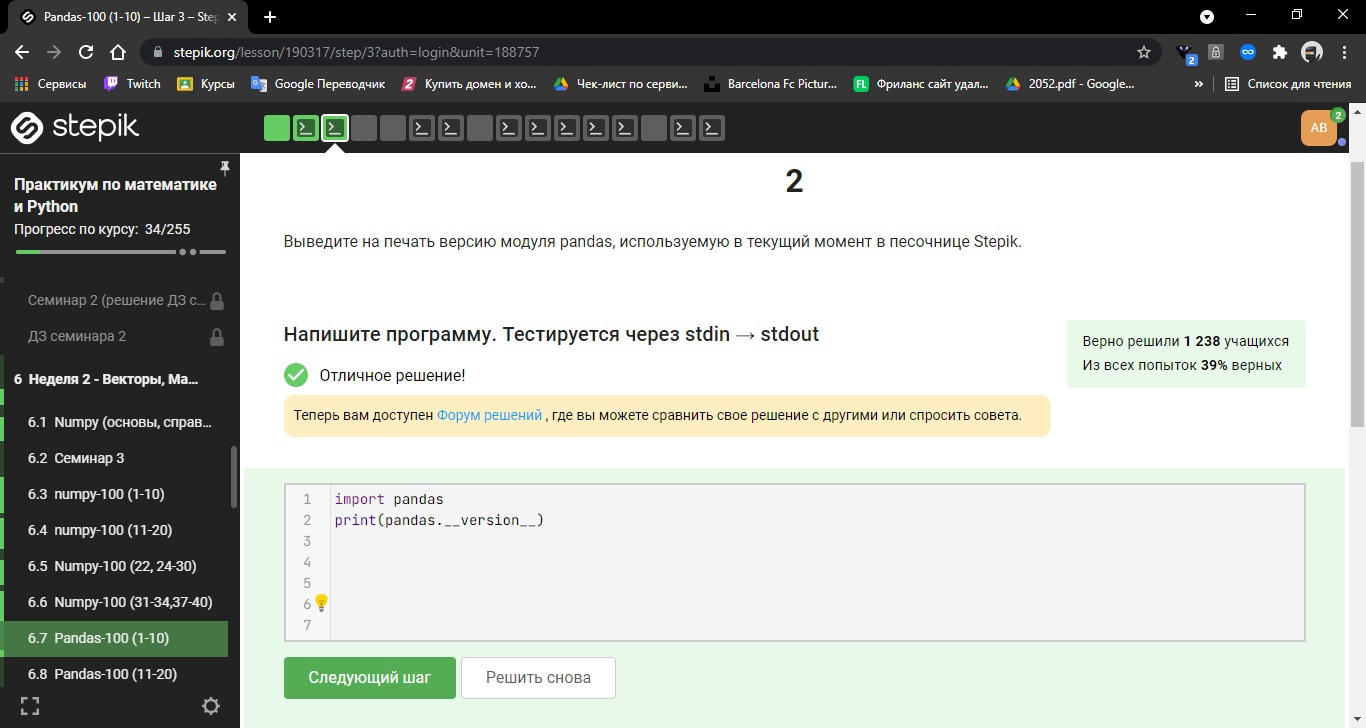 Pandas-100 (1-10) – Шаг 3 – Step
stepik.org/lesson/190317/step/3?auth=login&unit=188757
2
Сервисы
Twitch
Курсы
Google Переводчик
Купить домен и хо...
Чек-лист по серви...
Barcelona Fc Pictur...
FL Фриланс сайт удал...
2052.pdf - Google...
»
Список для чтения
stepik
AB
2
Практикум по математике
и Python
Прогресс по курсу: 34/255
Семинар 2 (решение ДЗ с...
ДЗ семинара 2
6 Неделя 2 - Векторы, Ма...
6.1 Numpy (основы, справ...
6.2 Семинар 3
6.3 numpy-100 (1-10)
6.4 numpy-100 (11-20)
6.5 Numpy-100 (22, 24-30)
6.6 Numpy-100 (31-34,37-40)
6.7 Pandas-100 (1-10)
6.8 Pandas-100 (11-20)
2
Выведите на печать версию модуля pandas, используемую в текущий момент в песочнице Stepik.
Напишите программу. Тестируется через stdin → stdout
Отличное решение!
Теперь вам доступен Форум решений , где вы можете сравнить свое решение с другими или спросить совета.
Верно решили 1 238 учащихся
Из всех попыток 39% верных
1 import pandas
2 print(pandas.__version__)
3
4
5
6
7
Следующий шаг
Решить снова